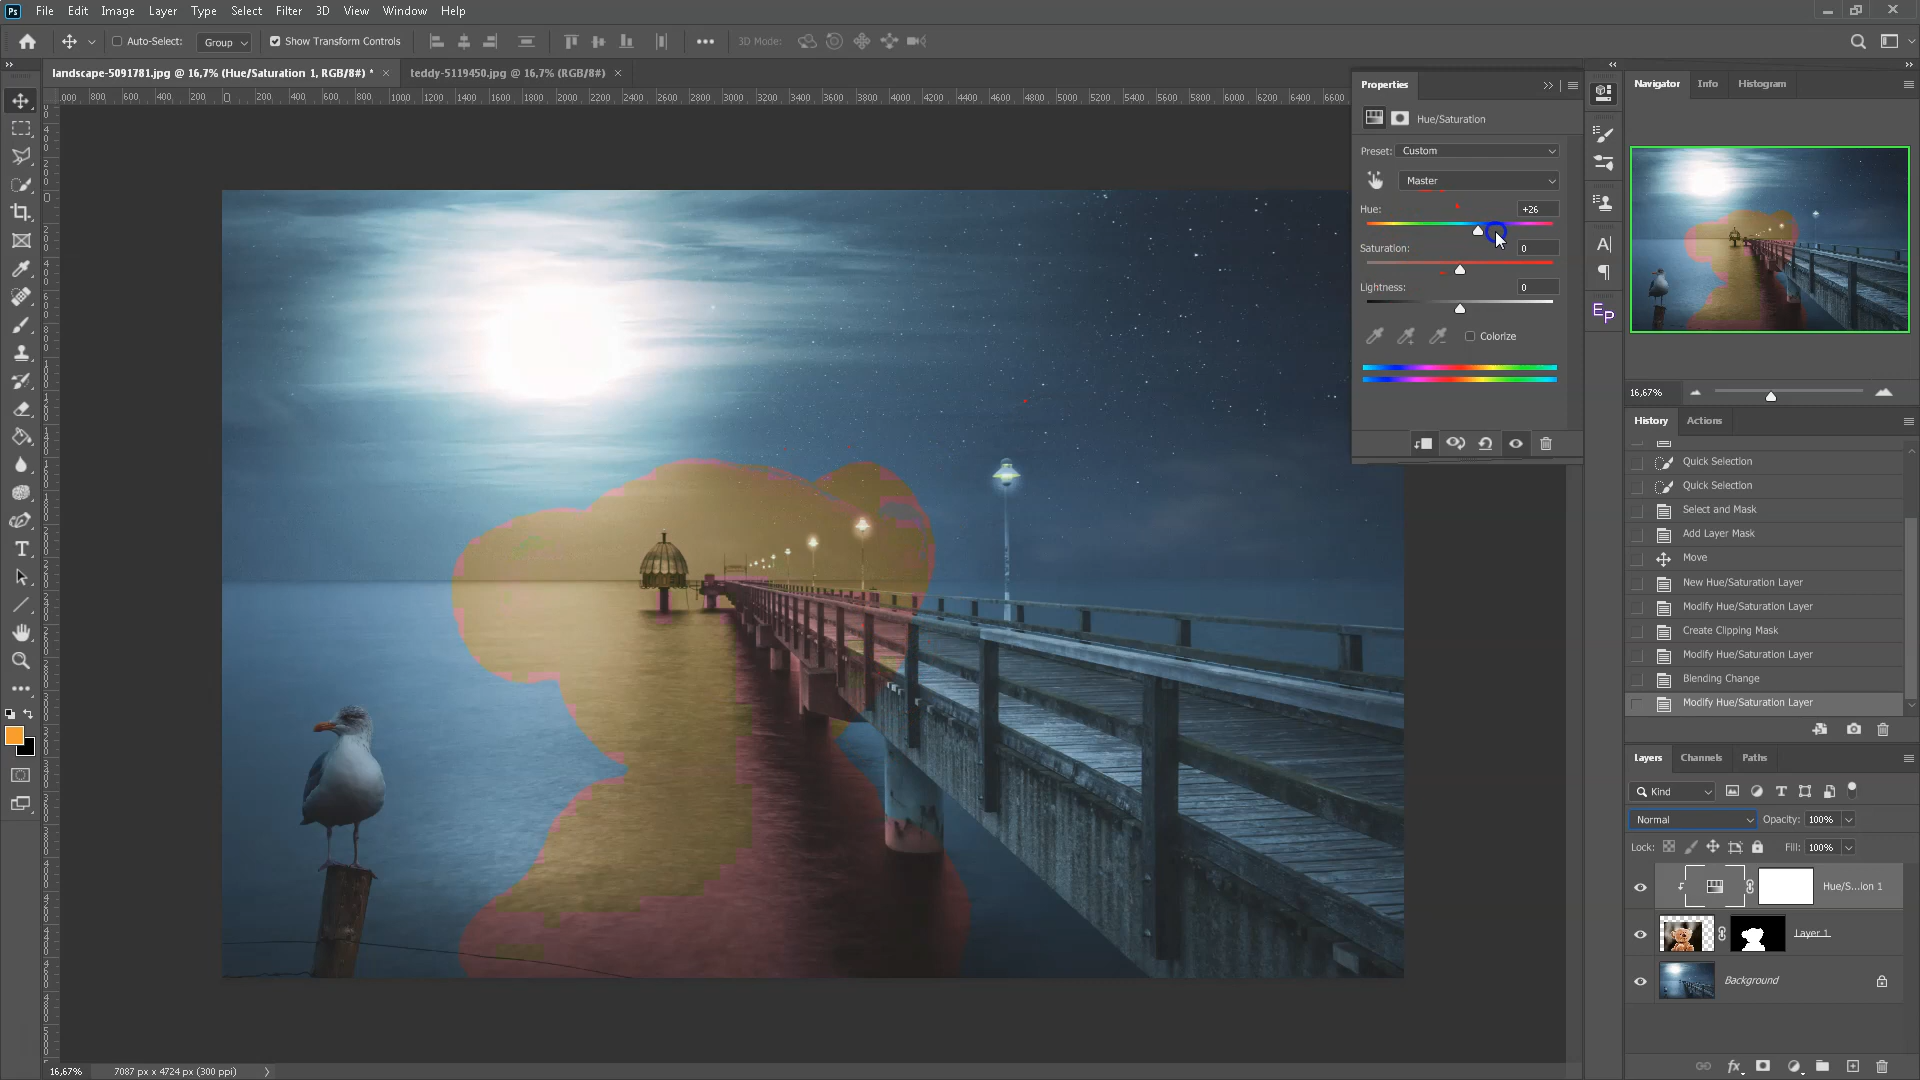 Ps File Edit Image Layer Type Select Filter 3D View Window Help
Auto-Select: Group Show Transform Controls 3D Mode:
landscape-5091781.jpg @ 16,7% (Hue/Saturation 1, RGB/8#) * × teddy-5119450.jpg @ 16,7% (RGB/8#) ×
Properties
Hue/Saturation
Preset: Custom
Master
Hue: +26
Saturation: 0
Lightness: 0
Colorize
Navigator Info Histogram
16,67%
History Actions
Quick Selection
Quick Selection
Select and Mask
Add Layer Mask
Move
New Hue/Saturation Layer
Modify Hue/Saturation Layer
Create Clipping Mask
Modify Hue/Saturation Layer
Blending Change
Modify Hue/Saturation Layer
Layers Channels Paths
Kind
Normal Opacity: 100%
Lock: Fill: 100%
Hue/S...ion 1
Layer 1
Background
16,67% 7087 px x 4724 px (300 ppi)